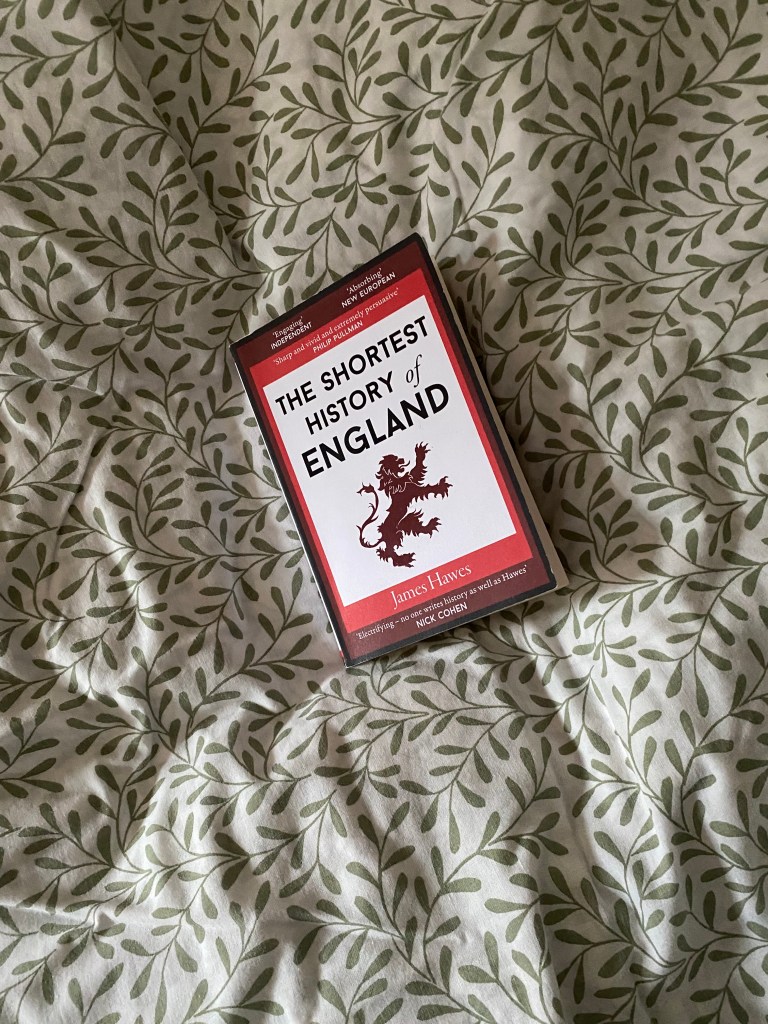 'Engaging'
INDEPENDENT
'Absorbing'
NEW EUROPEAN
'Sharp and vivid and extremely persuasive'
PHILIP PULLMAN
THE SHORTEST
HISTORY of
ENGLAND
James Hawes
'Electrifying – no one writes history as well as Hawes'
NICK COHEN